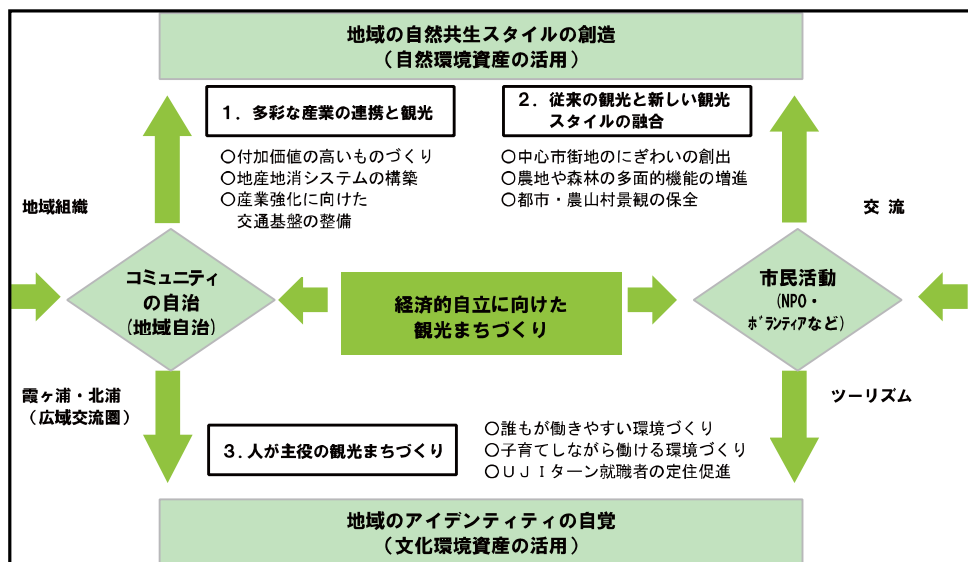 地域の自然共生スタイルの創造
（自然環境資産の活用）
１．多彩な産業の連携と観光
○付加価値の高いものづくり
○地産地消システムの構築
○産業強化に向けた
交通基盤の整備
２．従来の観光と新しい観光
スタイルの融合
○中心市街地のにぎわいの創出
○農地や森林の多面的機能の増進
○都市・農山村景観の保全
地域組織
交 流
コミュニティ
の自治
(地域自治)
経済的自立に向けた
観光まちづくり
市民活動
(NPO・
ﾎﾞﾗﾝﾃｨｱなど)
霞ヶ浦・北浦
（広域交流圏）
ツーリズム
３.人が主役の観光まちづくり
○誰もが働きやすい環境づくり
○子育てしながら働ける環境づくり
○ＵＪＩターン就職者の定住促進
地域のアイデンティティの自覚
（文化環境資産の活用）